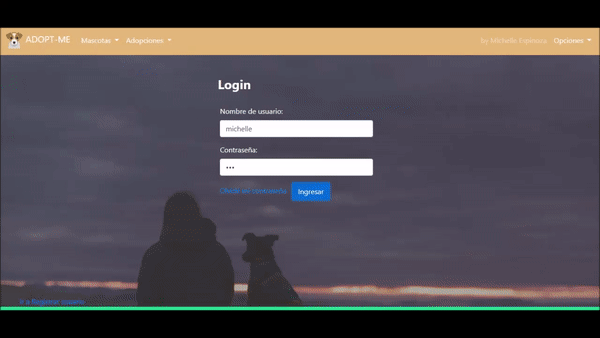 ADOPT-ME Mascotas Adopciones by Michelle Espinoza Opciones
Login
Nombre de usuario:
michelle
Contraseña:
•••
Olvidé mi contraseña Ingresar
Ir a Registrar usuario